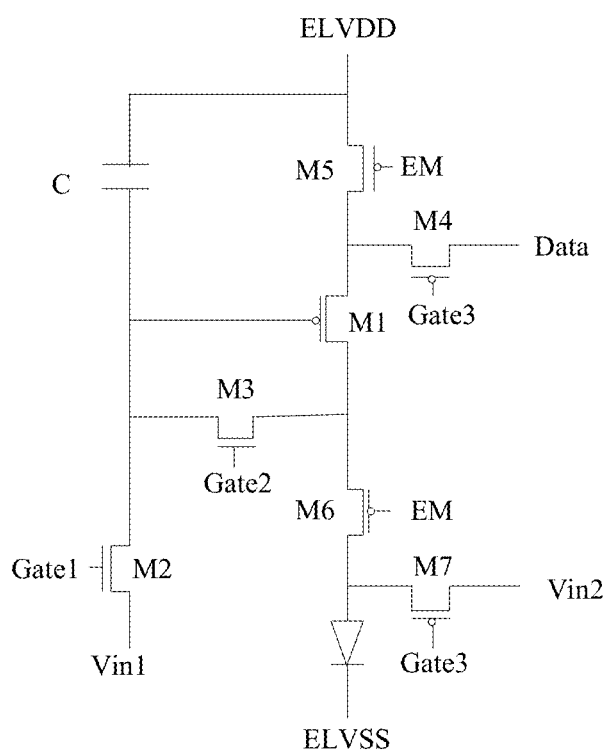 ELVDD
M5
EM
C
M4
Data
Gate3
M1
M3
Gate2
M6
EM
Gate1
M2
M7
Vin2
Vin1
Gate3
ELVSS